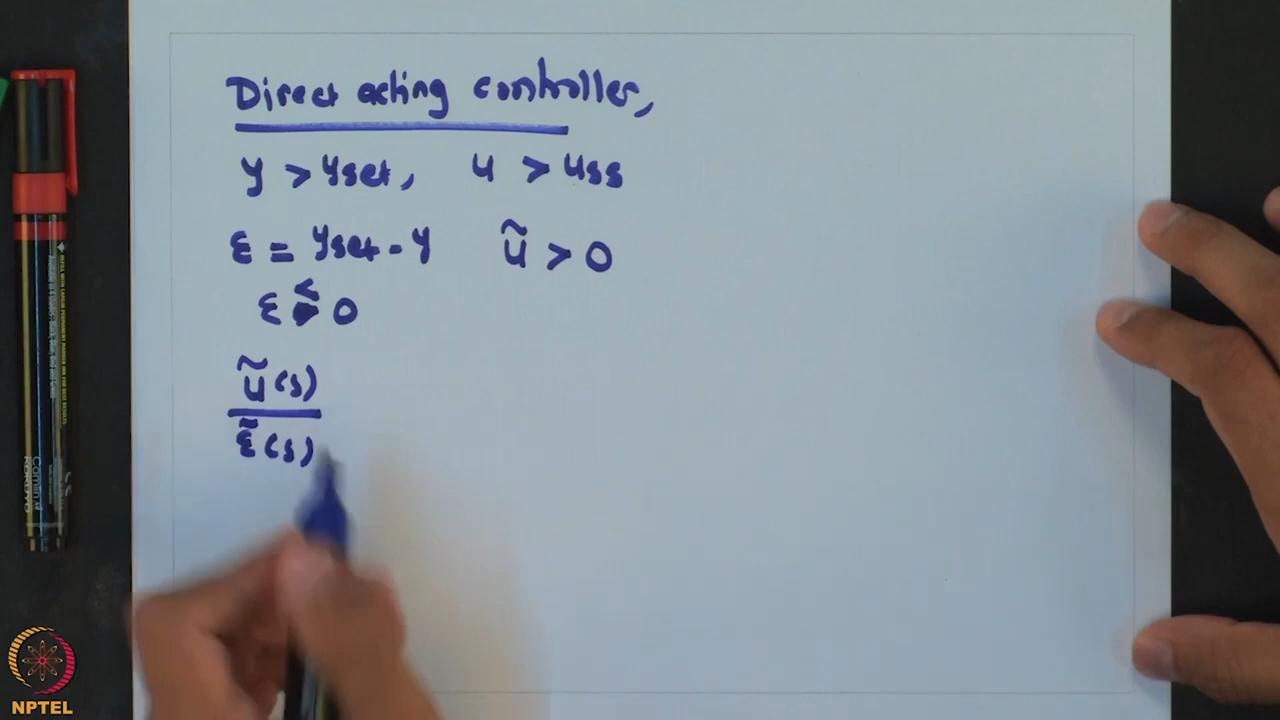 Direct acting controller,
y > yset, u > uss
ε = yset - y ũ > 0
ε < 0
ũ(s)
ε̃(s)
NPTEL